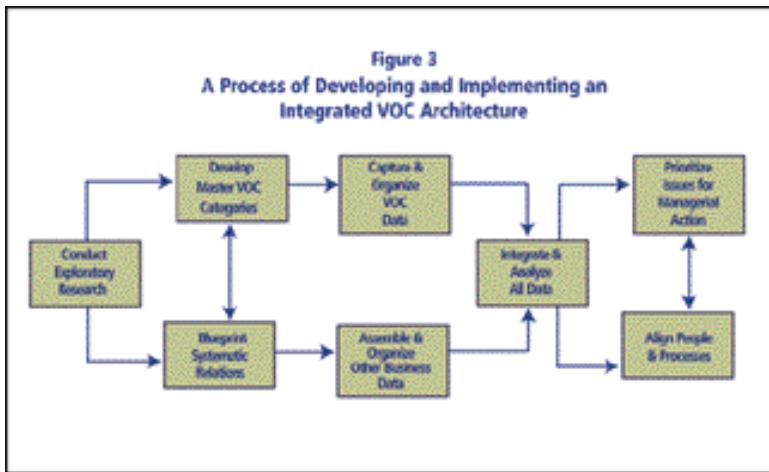 Figure 3
A Process of Developing and Implementing an
Integrated VOC Architecture
Develop
Master VOC
Categories
Capture &
Organize
VOC
Data
Prioritize
Issues for
Managerial
Action
Conduct
Exploratory
Research
Integrate &
Analyze
All Data
Blueprint
Systematic
Relations
Assemble &
Organize
Other Business
Data
Align People
& Processes